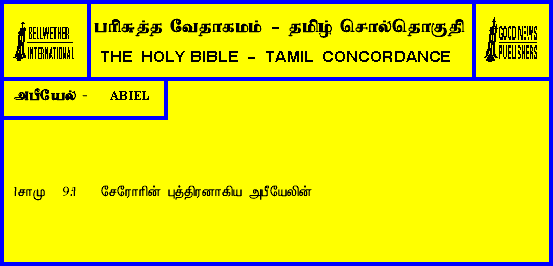 BELLWETHER
INTERNATIONAL
பரிசுத்த வேதாகமம் - தமிழ் சொல்தொகுதி
THE HOLY BIBLE - TAMIL CONCORDANCE
GOOD NEWS
PUBLISHERS
அபீயேல் - ABIEL
1சாமு 9:1 சேரோரின் புத்திரனாகிய அபீயேலின்